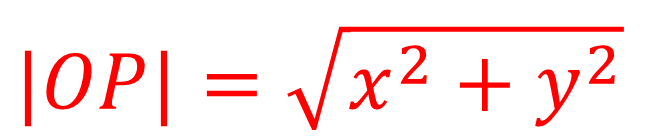 |OP| = √(x² + y²)